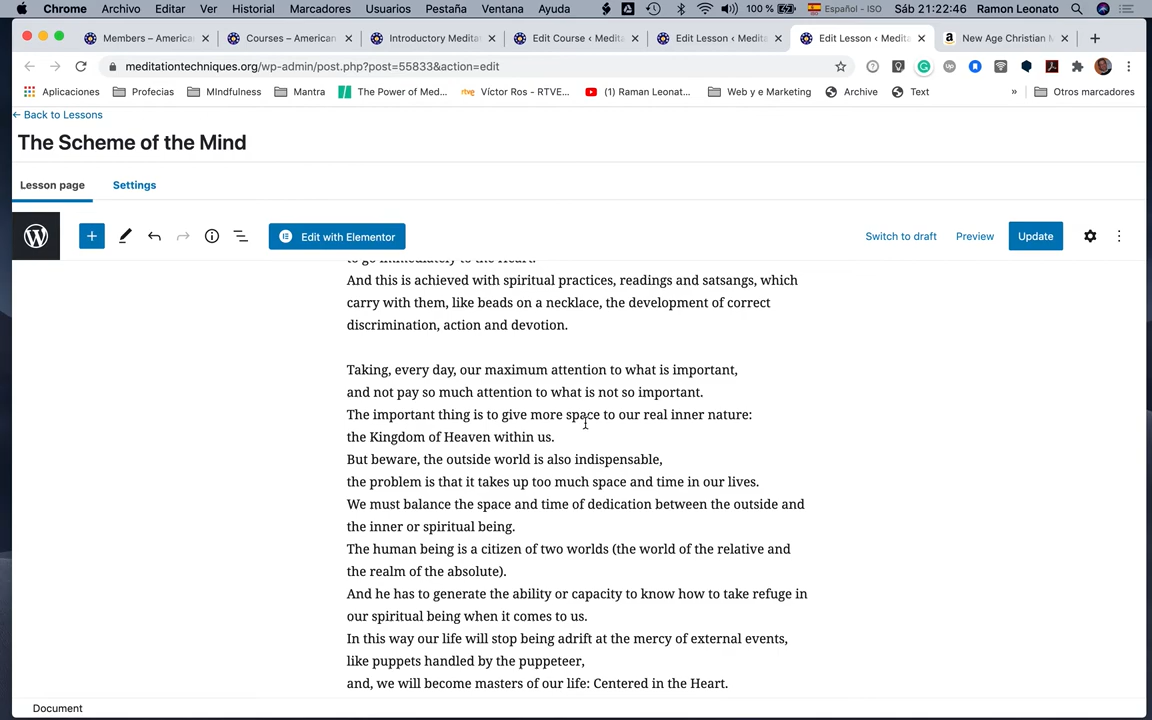 Chrome Archivo Editar Ver Historial Marcadores Usuarios Pestaña Ventana Ayuda 100 % Español - ISO Sáb 21:22:46 Ramon Leonato
Members – America Courses – American Introductory Medita Edit Course ‹ Medita Edit Lesson ‹ Medita Edit Lesson ‹ Medita New Age Christian M
meditationtechniques.org/wp-admin/post.php?post=55833&action=edit
Aplicaciones Profecias MIndfulness Mantra The Power of Med... Víctor Ros - RTVE... (1) Raman Leonat... Web y e Marketing Archive Text » Otros marcadores
← Back to Lessons
The Scheme of the Mind
Lesson page Settings
Edit with Elementor Switch to draft Preview Update
to go immediately to the Heart.
And this is achieved with spiritual practices, readings and satsangs, which
carry with them, like beads on a necklace, the development of correct
discrimination, action and devotion.
Taking, every day, our maximum attention to what is important,
and not pay so much attention to what is not so important.
The important thing is to give more space to our real inner nature:
the Kingdom of Heaven within us.
But beware, the outside world is also indispensable,
the problem is that it takes up too much space and time in our lives.
We must balance the space and time of dedication between the outside and
the inner or spiritual being.
The human being is a citizen of two worlds (the world of the relative and
the realm of the absolute).
And he has to generate the ability or capacity to know how to take refuge in
our spiritual being when it comes to us.
In this way our life will stop being adrift at the mercy of external events,
like puppets handled by the puppeteer,
and, we will become masters of our life: Centered in the Heart.
Document